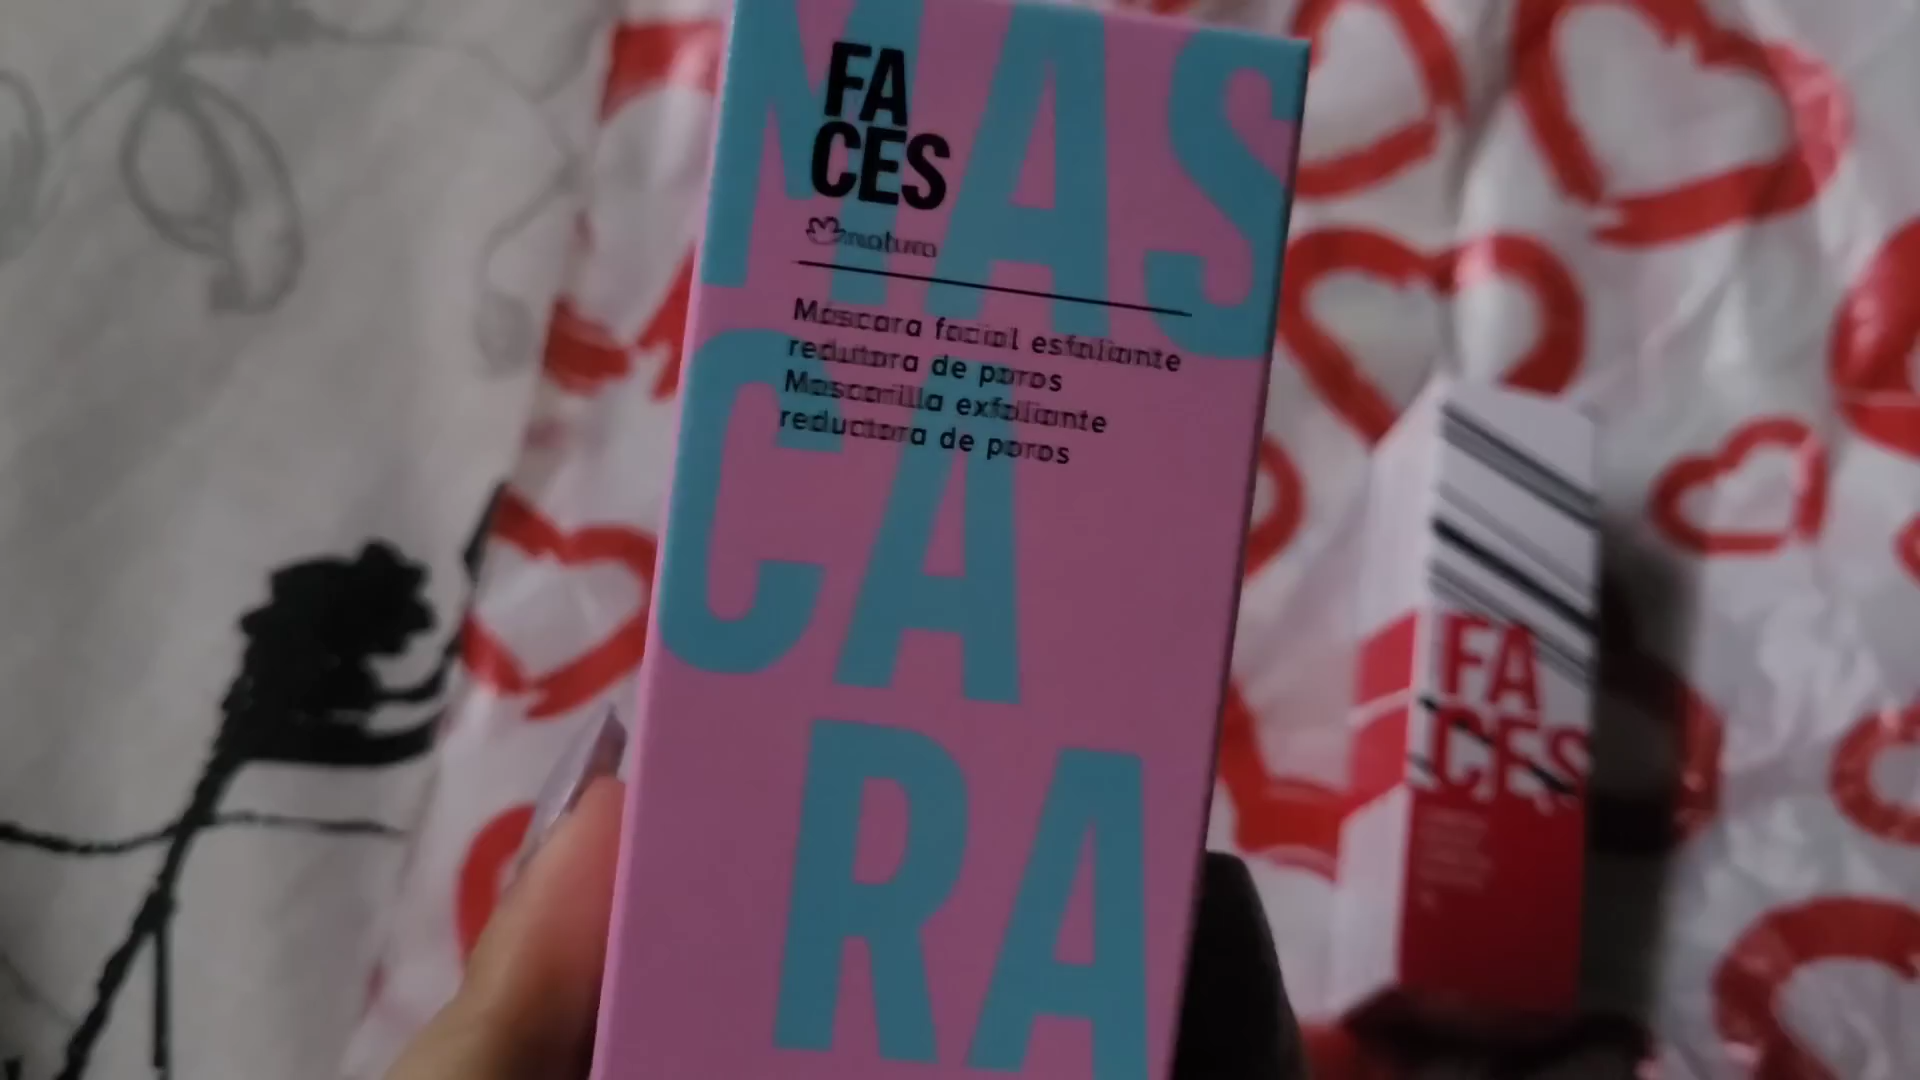 FA
CES
natura
Máscara facial esfoliante
redutora de poros
Mascarilla exfoliante
reductora de poros
MAS
CA
RA
FA
CES